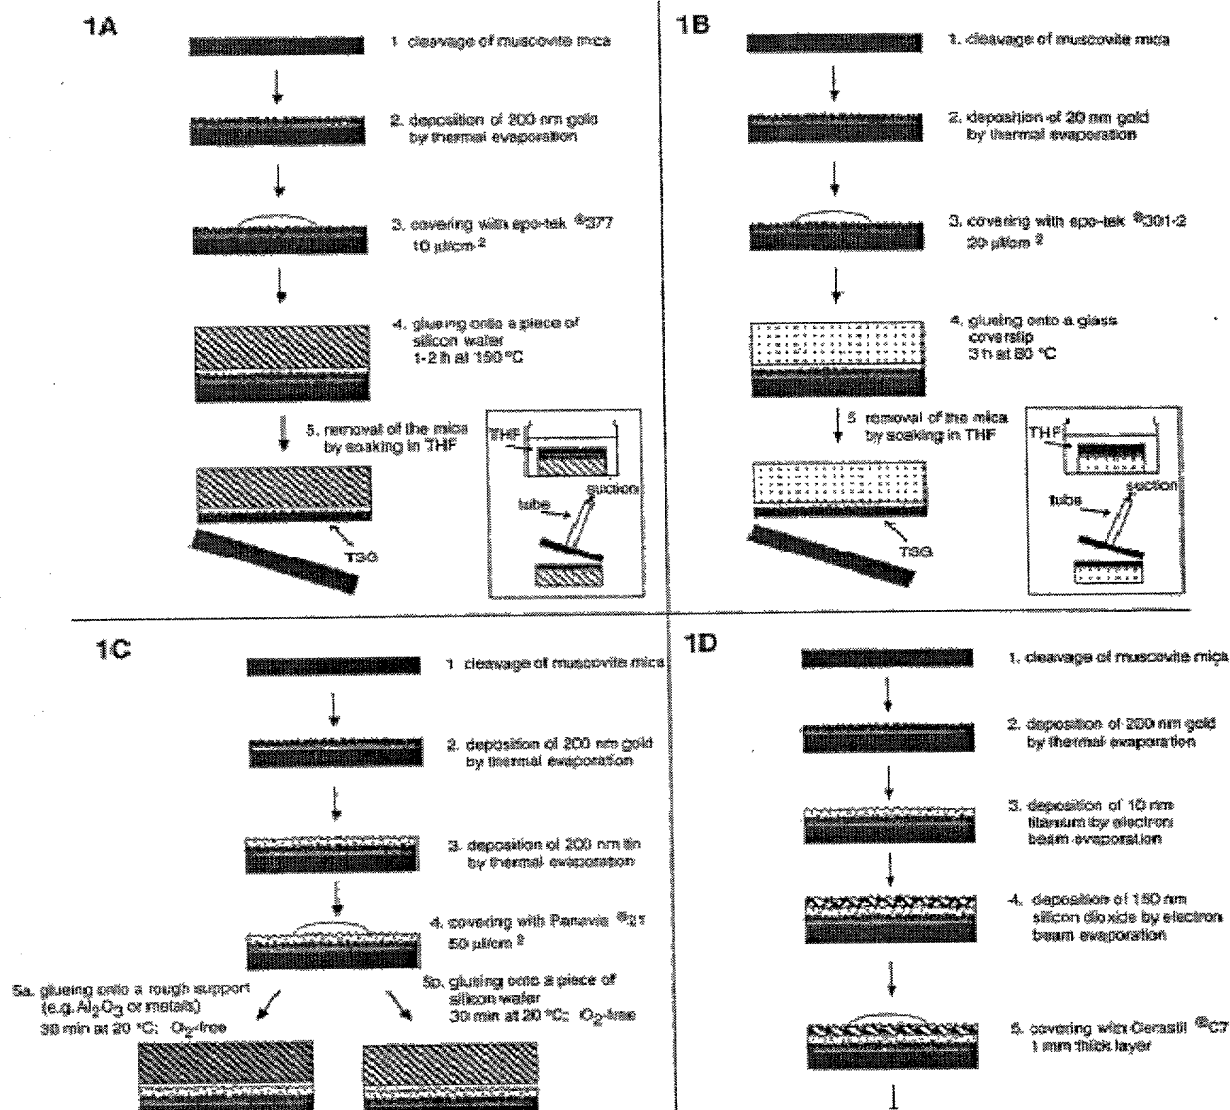 1A
1 cleavage of muscovite mica
2. deposition of 200 nm gold
by thermal evaporation
3. covering with epo-tek ®377
10 µl/cm 2
4. glueing onto a piece of
silicon wafer
1-2 h at 150 °C
5. removal of the mica
by soaking in THF
THF
suction
tube
TSG
1B
1. cleavage of muscovite mica
2. deposition of 20 nm gold
by thermal evaporation
3. covering with epo-tek ®301-2
20 µl/cm 2
4. glueing onto a glass
coverslip
3 h at 80 °C
5 removal of the mica
by soaking in THF
THF
suction
tube
TSG
1C
1 cleavage of muscovite mica
2. deposition of 200 nm gold
by thermal evaporation
3. deposition of 200 nm tin
by thermal evaporation
4. covering with Panavia ®21
50 µl/cm 2
5a. glueing onto a rough support
(e.g. Al2O3 or metals)
30 min at 20 °C; O2-free
5b. glueing onto a piece of
silicon wafer
30 min at 20 °C; O2-free
1D
1. cleavage of muscovite mica
2. deposition of 200 nm gold
by thermal evaporation
3. deposition of 10 nm
titanium by electron
beam evaporation
4. deposition of 150 nm
silicon dioxide by electron
beam evaporation
5. covering with Cerastil ®C7
1 mm thick layer